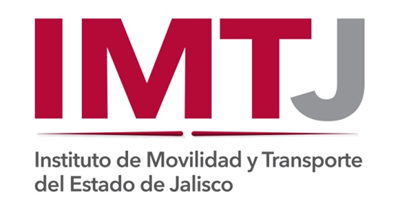 IMTJ
Instituto de Movilidad y Transporte
del Estado de Jalisco